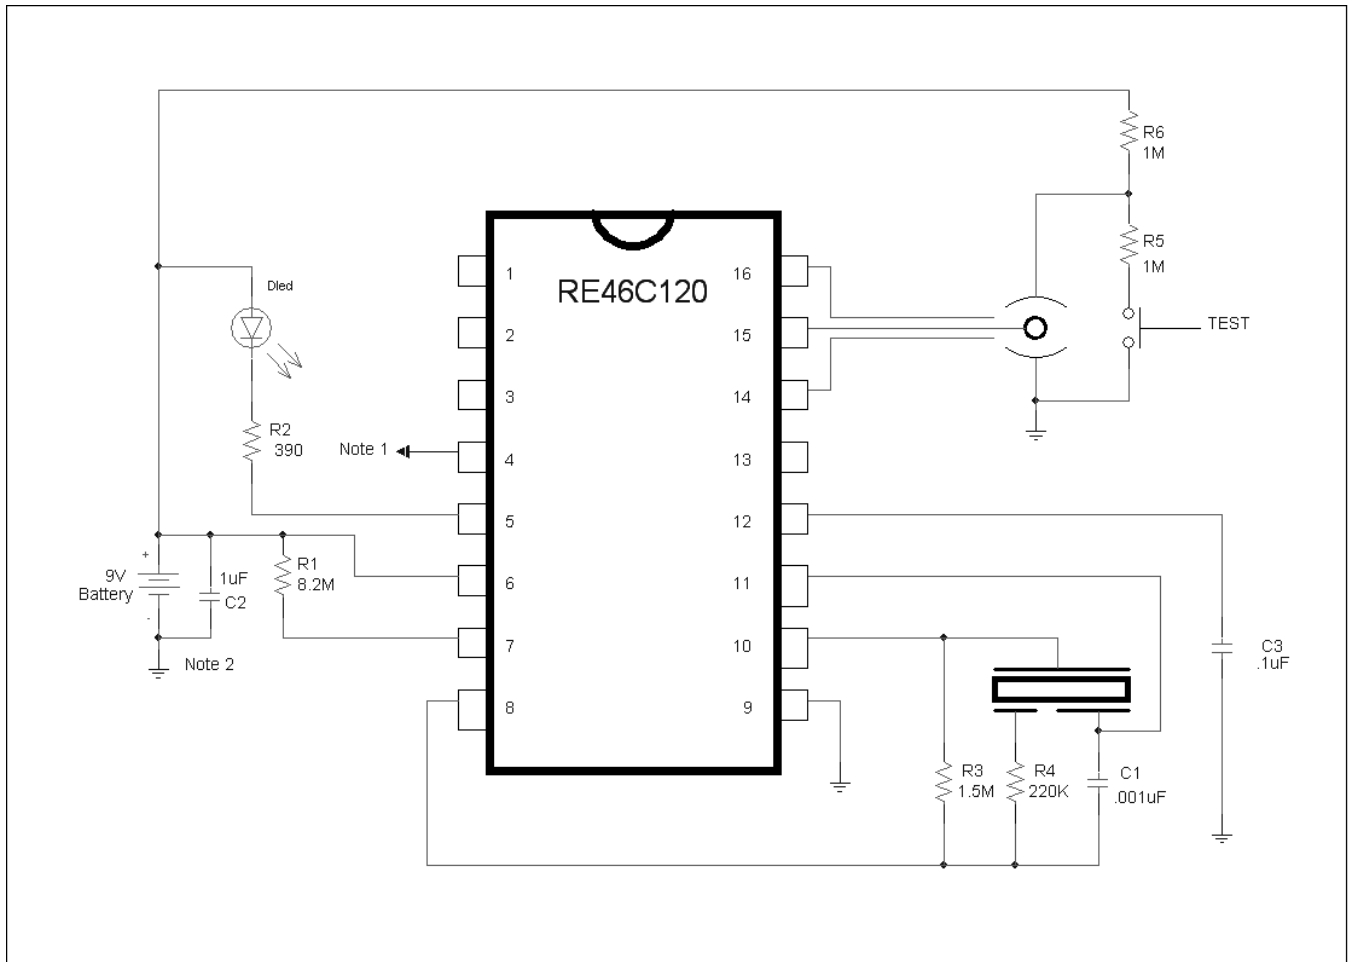 R6
1M
R5
1M
TEST
Dled
RE46C120
1
2
3
4
5
6
7
8
16
15
14
13
12
11
10
9
R2
390
Note 1
+
9V
Battery
-
1uF
C2
R1
8.2M
Note 2
C3
.1uF
R3
1.5M
R4
220K
C1
.001uF